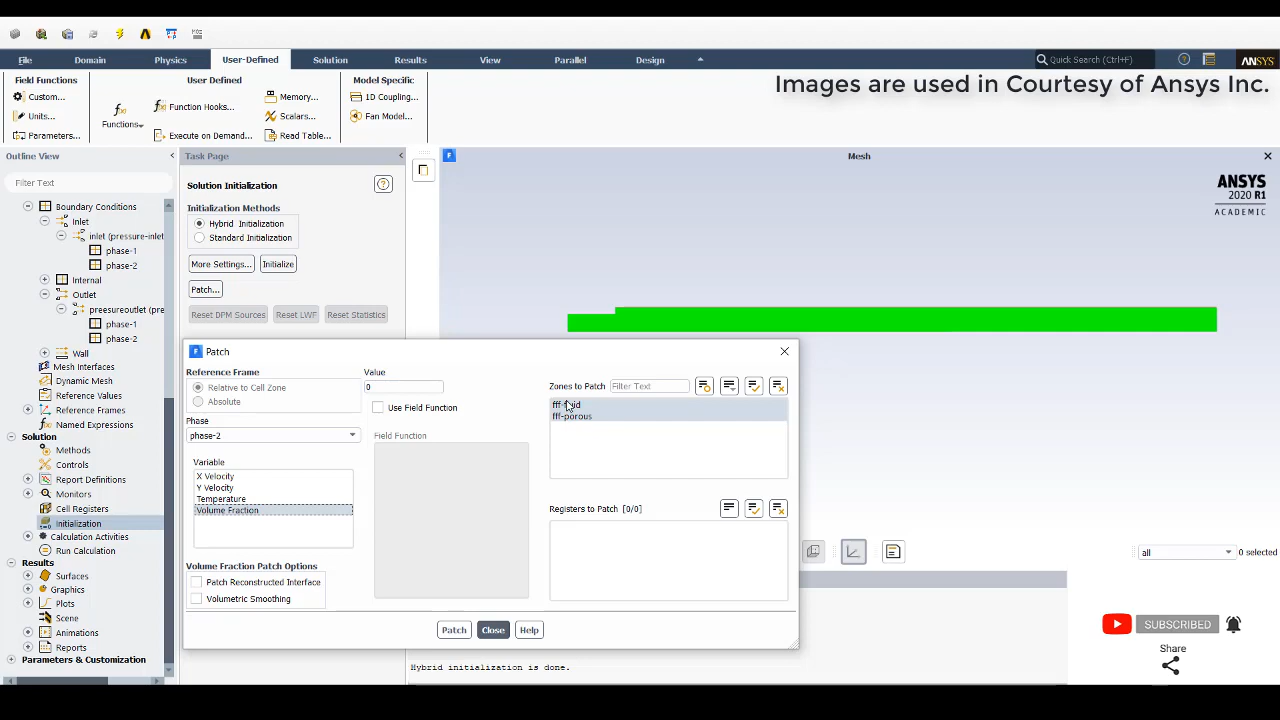 File
Domain
Physics
User-Defined
Solution
Results
View
Parallel
Design
Quick Search (Ctrl+F)
ANSYS
Images are used in Courtesy of Ansys Inc.
Field Functions
Custom...
Units...
Parameters...
User Defined
Functions
Function Hooks...
Execute on Demand...
Memory...
Scalars...
Read Table...
Model Specific
1D Coupling...
Fan Model...
Outline View
Filter Text
Boundary Conditions
Inlet
inlet (pressure-inlet
phase-1
phase-2
Internal
Outlet
preesureoutlet (pre
phase-1
phase-2
Wall
Mesh Interfaces
Dynamic Mesh
Reference Values
Reference Frames
Named Expressions
Solution
Methods
Controls
Report Definitions
Monitors
Cell Registers
Initialization
Calculation Activities
Run Calculation
Results
Surfaces
Graphics
Plots
Scene
Animations
Reports
Parameters & Customization
Task Page
Solution Initialization
Initialization Methods
Hybrid Initialization
Standard Initialization
More Settings...
Initialize
Patch...
Reset DPM Sources
Reset LWF
Reset Statistics
Mesh
ANSYS
2020 R1
ACADEMIC
Patch
Reference Frame
Relative to Cell Zone
Absolute
Phase
phase-2
Variable
X Velocity
Y Velocity
Temperature
Volume Fraction
Volume Fraction Patch Options
Patch Reconstructed Interface
Volumetric Smoothing
Value
0
Use Field Function
Field Function
Zones to Patch
Filter Text
fff-porous
Registers to Patch [0/0]
Patch
Close
Help
all
0 selected
Hybrid initialization is done.
SUBSCRIBED
Share